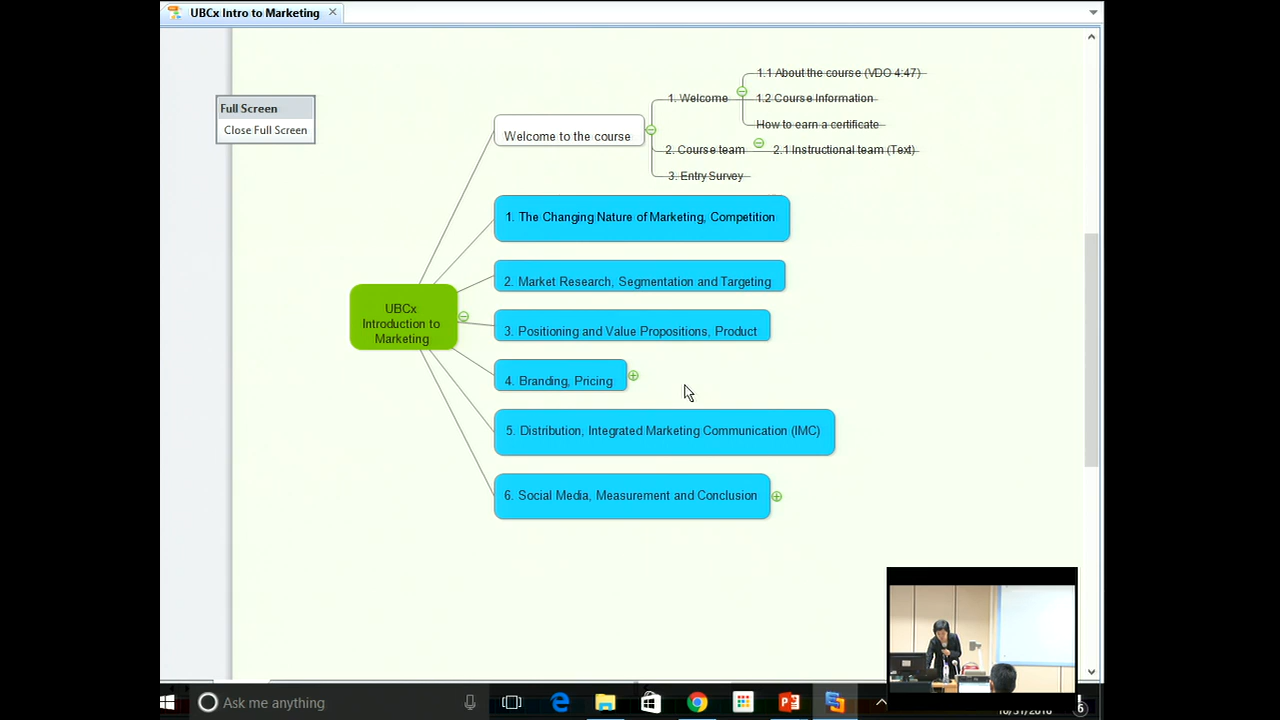 UBCx Intro to Marketing
Full Screen
Close Full Screen
1.1 About the course (VDO 4:47)
1. Welcome
1.2 Course Information
How to earn a certificate
Welcome to the course
2. Course team
2.1 Instructional team (Text)
3. Entry Survey
1. The Changing Nature of Marketing, Competition
2. Market Research, Segmentation and Targeting
UBCx
Introduction to
Marketing
3. Positioning and Value Propositions, Product
4. Branding, Pricing
5. Distribution, Integrated Marketing Communication (IMC)
6. Social Media, Measurement and Conclusion
Ask me anything
10/31/2016